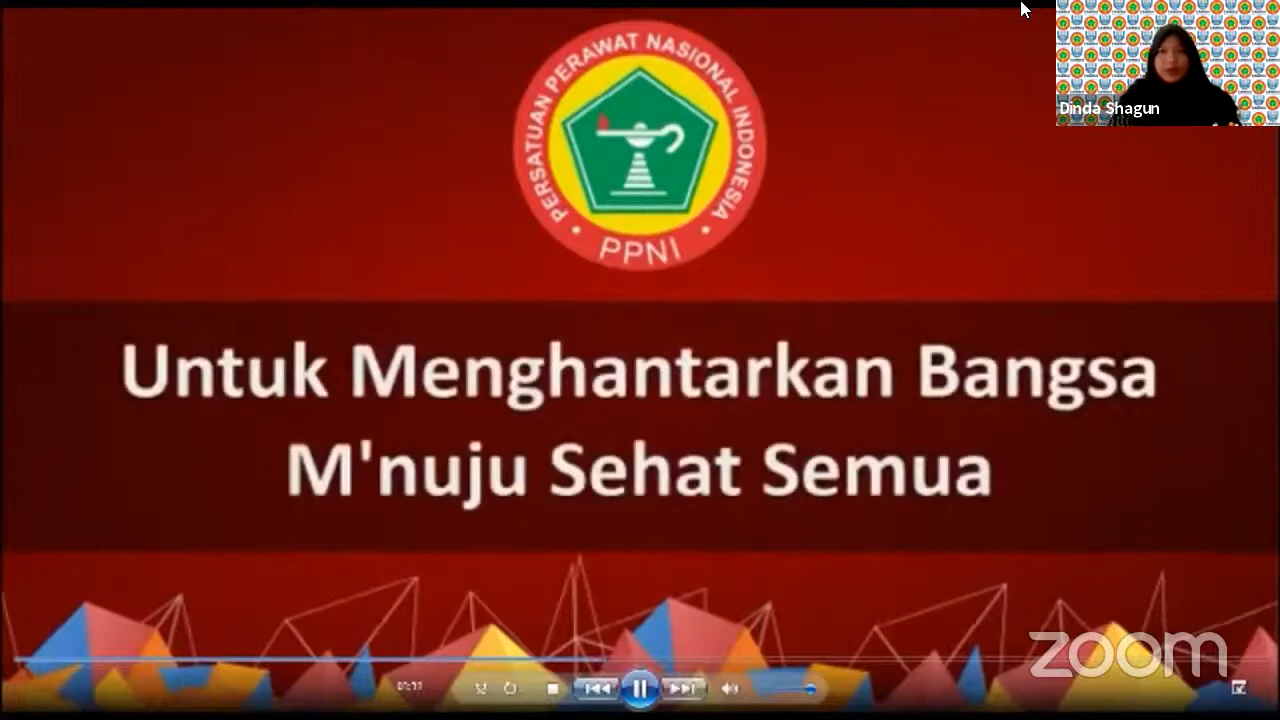 PERSATUAN PERAWAT NASIONAL INDONESIA
PPNI
Dinda Shagun
Untuk Menghantarkan Bangsa
M'nuju Sehat Semua
zoom